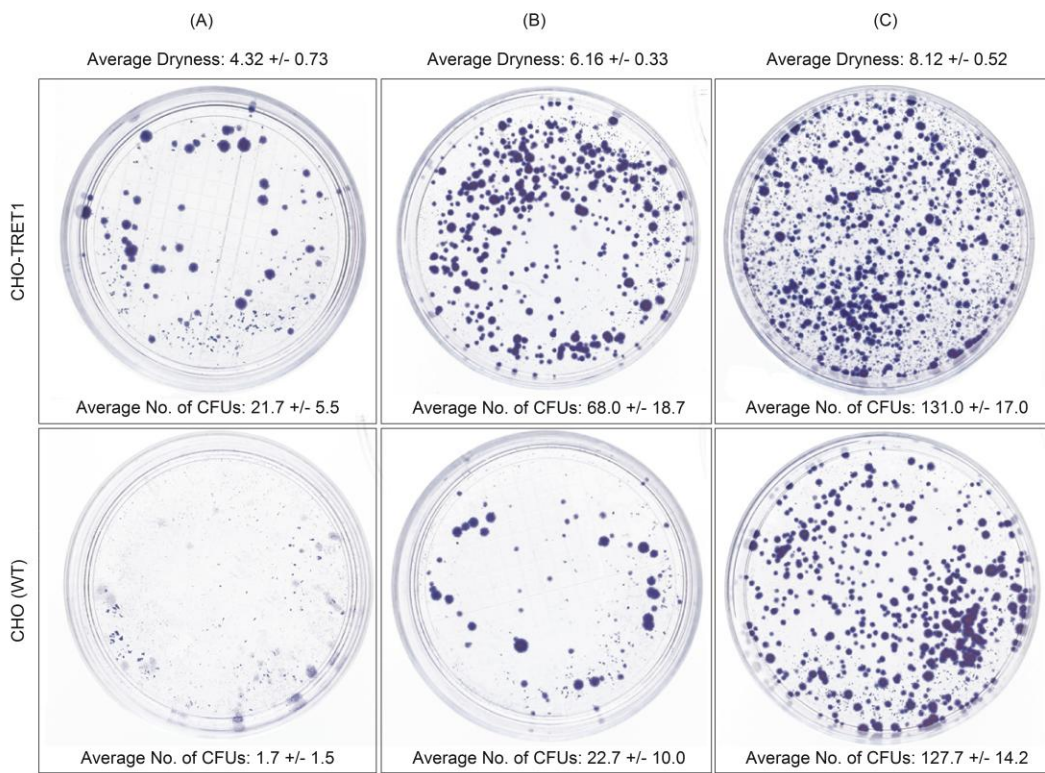 (A) (B) (C)
Average Dryness: 4.32 +/- 0.73 Average Dryness: 6.16 +/- 0.33 Average Dryness: 8.12 +/- 0.52
CHO-TRET1
Average No. of CFUs: 21.7 +/- 5.5 Average No. of CFUs: 68.0 +/- 18.7 Average No. of CFUs: 131.0 +/- 17.0
CHO (WT)
Average No. of CFUs: 1.7 +/- 1.5 Average No. of CFUs: 22.7 +/- 10.0 Average No. of CFUs: 127.7 +/- 14.2